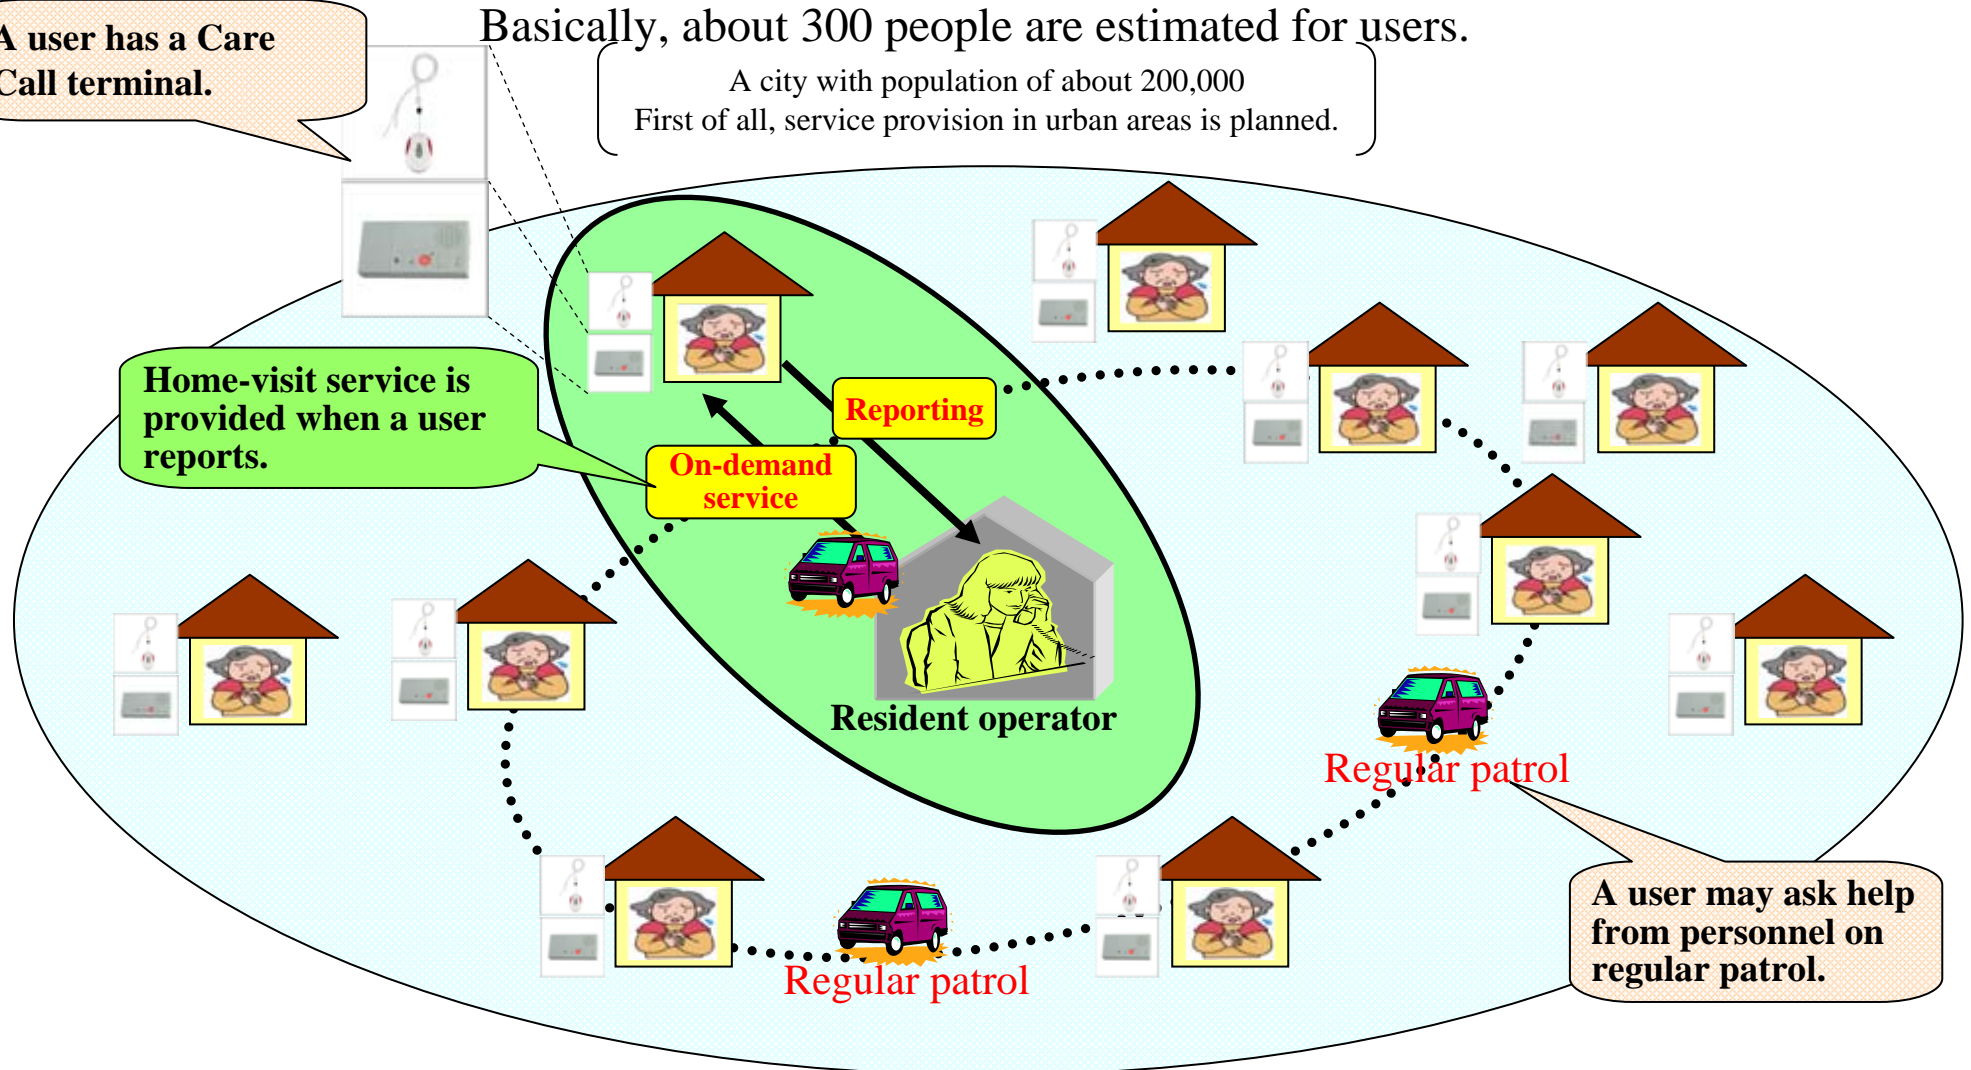 Basically, about 300 people are estimated for users.
A city with population of about 200,000
First of all, service provision in urban areas is planned.
A user has a Care
Call terminal.
Home-visit service is
provided when a user
reports.
Reporting
On-demand
service
Resident operator
Regular patrol
Regular patrol
A user may ask help
from personnel on
regular patrol.